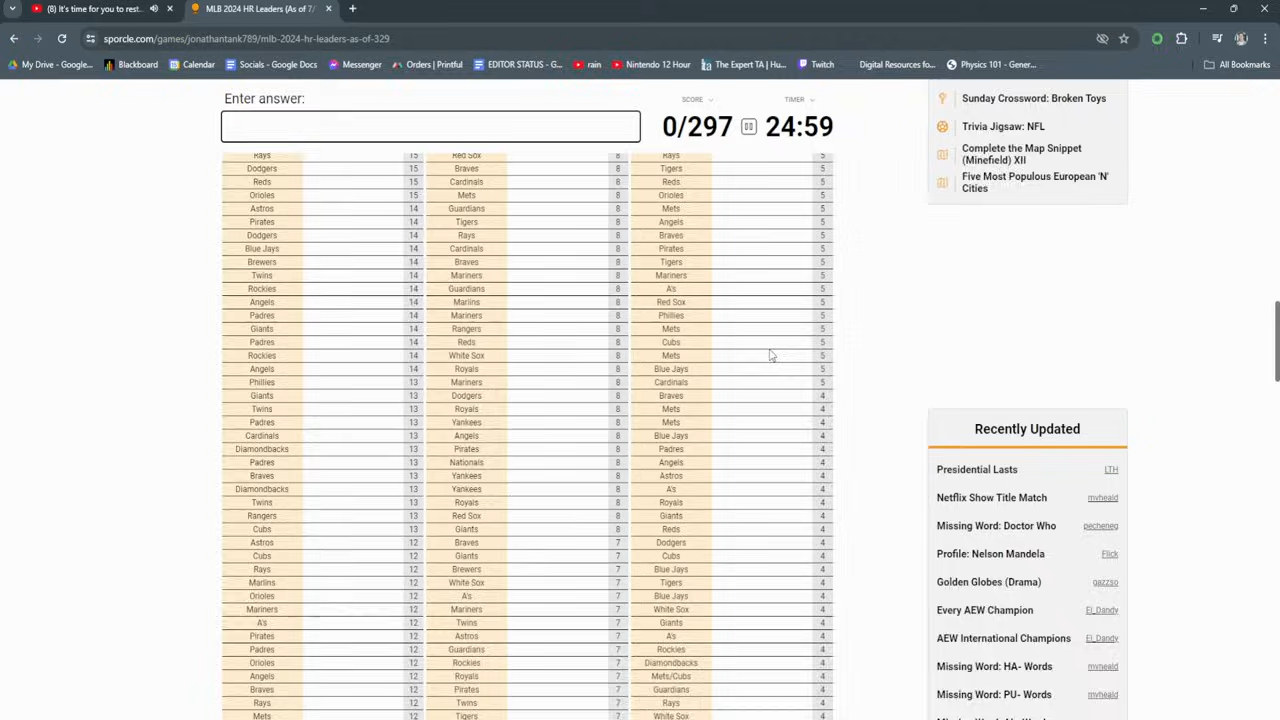 (8) It's time for you to rest
MLB 2024 HR Leaders (As of 7/
sporcle.com/games/jonathantank789/mlb-2024-hr-leaders-as-of-329
My Drive - Google... Blackboard Calendar Socials - Google Docs Messenger Orders | Printful EDITOR STATUS - G... rain Nintendo 12 Hour The Expert TA | Hu... Twitch Digital Resources fo... Physics 101 - Gener... All Bookmarks
Enter answer:
SCORE
TIMER
0/297 24:59
Rays 15 Red Sox 8 Rays 5
Dodgers 15 Braves 8 Tigers 5
Reds 15 Cardinals 8 Reds 5
Orioles 15 Mets 8 Orioles 5
Astros 14 Guardians 8 Mets 5
Pirates 14 Tigers 8 Angels 5
Dodgers 14 Rays 8 Braves 5
Blue Jays 14 Cardinals 8 Pirates 5
Brewers 14 Braves 8 Tigers 5
Twins 14 Mariners 8 Mariners 5
Rockies 14 Guardians 8 A's 5
Angels 14 Marlins 8 Red Sox 5
Padres 14 Mariners 8 Phillies 5
Giants 14 Rangers 8 Mets 5
Padres 14 Reds 8 Cubs 5
Rockies 14 White Sox 8 Mets 5
Angels 14 Royals 8 Blue Jays 5
Phillies 13 Mariners 8 Cardinals 5
Giants 13 Dodgers 8 Braves 4
Twins 13 Royals 8 Mets 4
Padres 13 Yankees 8 Mets 4
Cardinals 13 Angels 8 Blue Jays 4
Diamondbacks 13 Pirates 8 Padres 4
Padres 13 Nationals 8 Angels 4
Braves 13 Yankees 8 Astros 4
Diamondbacks 13 Yankees 8 A's 4
Twins 13 Royals 8 Royals 4
Rangers 13 Red Sox 8 Giants 4
Cubs 13 Giants 8 Reds 4
Astros 12 Braves 7 Dodgers 4
Cubs 12 Giants 7 Cubs 4
Rays 12 Brewers 7 Blue Jays 4
Marlins 12 White Sox 7 Tigers 4
Orioles 12 A's 7 Blue Jays 4
Mariners 12 Mariners 7 White Sox 4
A's 12 Twins 7 Giants 4
Pirates 12 Astros 7 A's 4
Padres 12 Guardians 7 Rockies 4
Orioles 12 Rockies 7 Diamondbacks 4
Angels 12 Royals 7 Mets/Cubs 4
Braves 12 Pirates 7 Guardians 4
Rays 12 Twins 7 Rays 4
Mets 12 Tigers 7 White Sox 4
Sunday Crossword: Broken Toys
Trivia Jigsaw: NFL
Complete the Map Snippet
(Minefield) XII
Five Most Populous European 'N'
Cities
Recently Updated
Presidential Lasts LTH
Netflix Show Title Match mvheald
Missing Word: Doctor Who pecheneg
Profile: Nelson Mandela Flick
Golden Globes (Drama) gazzso
Every AEW Champion El_Dandy
AEW International Champions El_Dandy
Missing Word: HA- Words mvheald
Missing Word: PU- Words mvheald